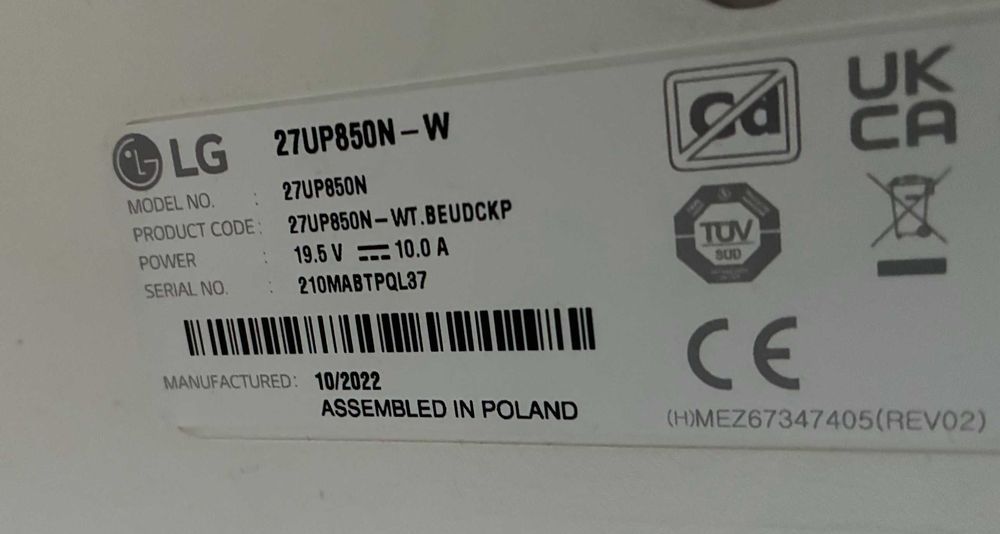 LG 27UP850N-W
MODEL NO. : 27UP850N
PRODUCT CODE : 27UP850N-WT.BEUDCKP
POWER : 19.5 V ⎓ 10.0 A
SERIAL NO. : 210MABTPQL37
MANUFACTURED: 10/2022
ASSEMBLED IN POLAND
Cd
UK
CA
TÜV
SÜD
CE
(H)MEZ67347405(REV02)